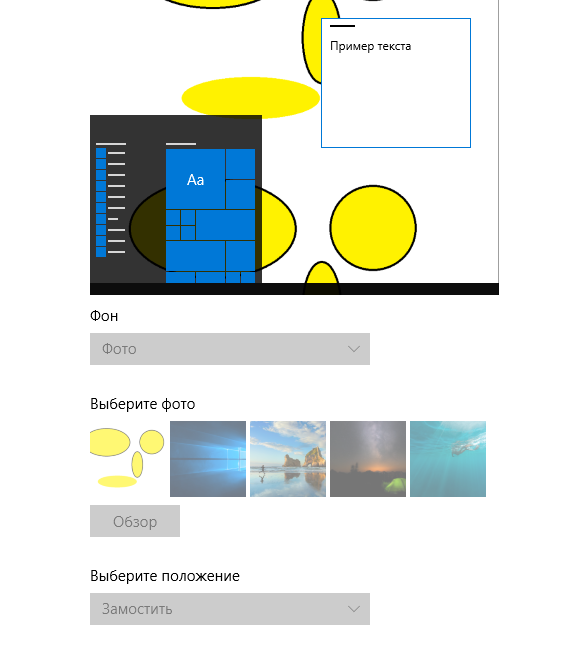 Пример текста
Aa
Фон
Фото
Выберите фото
Обзор
Выберите положение
Замостить